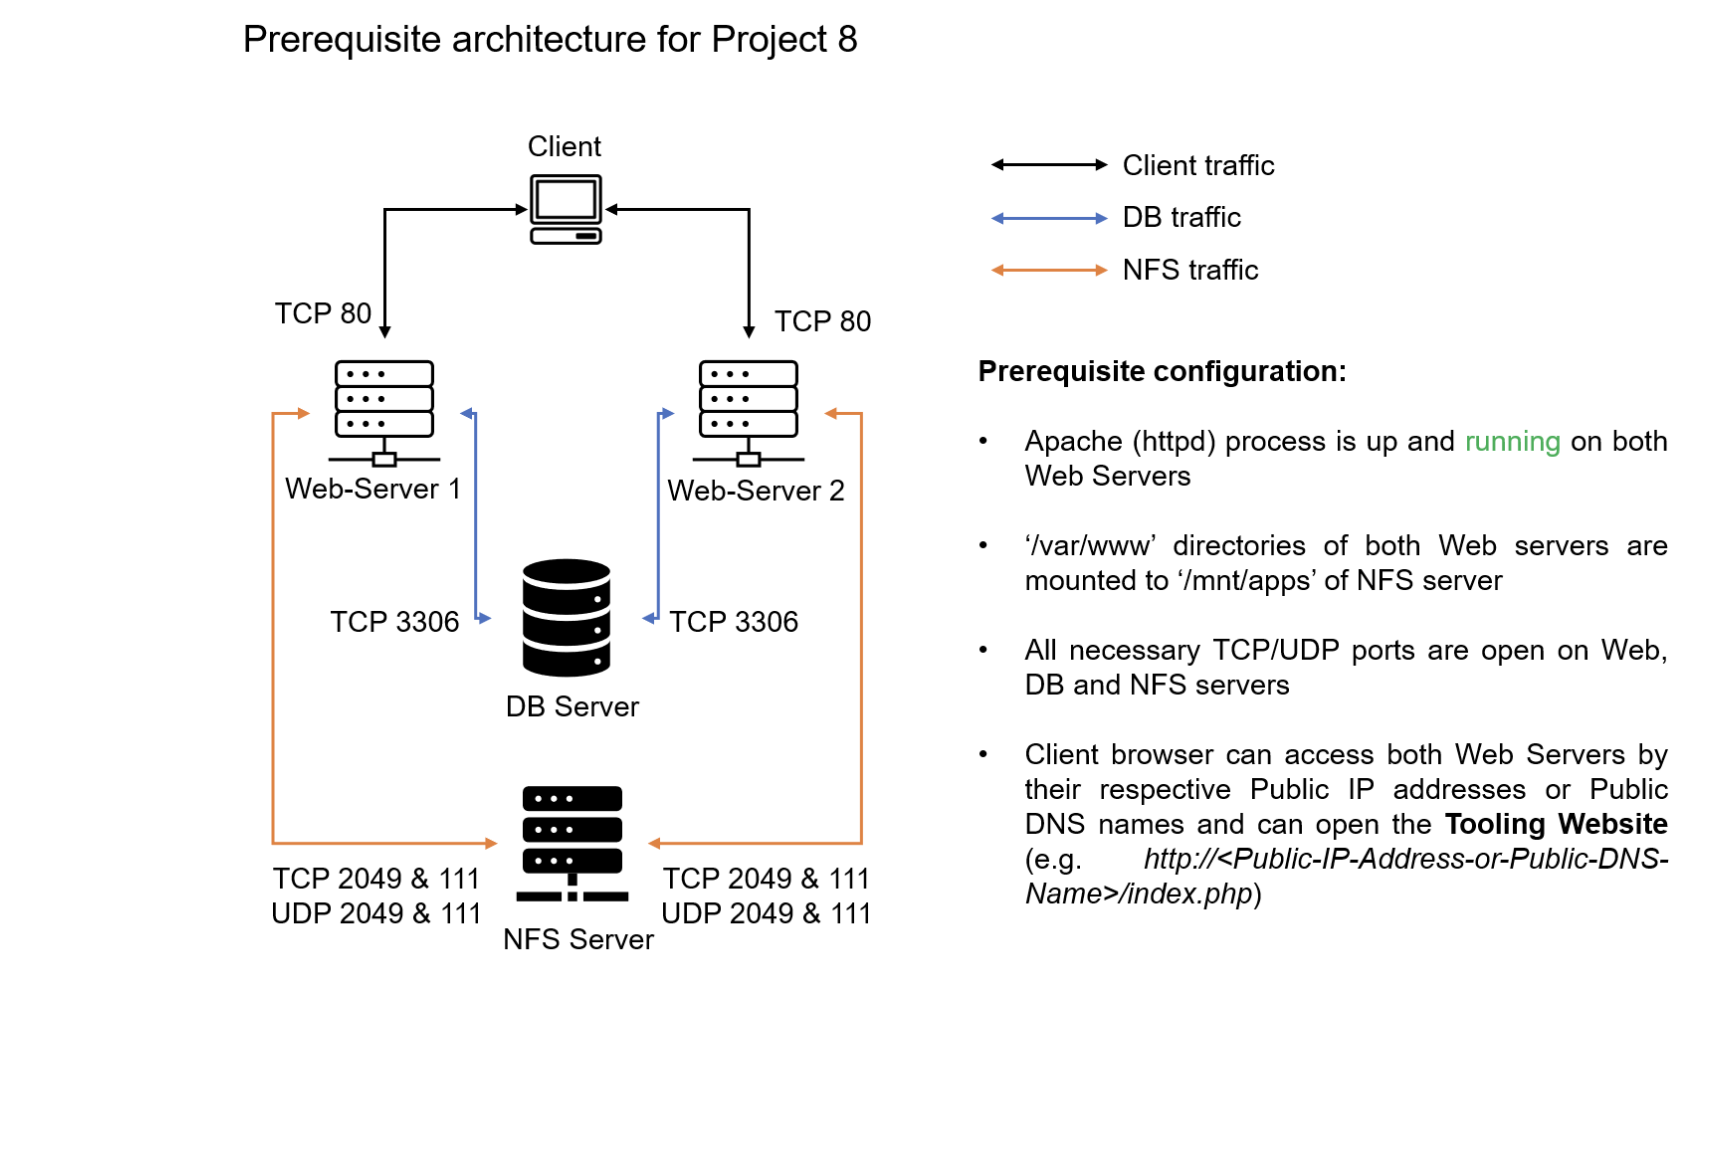 Prerequisite architecture for Project 8
Client
Client traffic
DB traffic
NFS traffic
TCP 80
TCP 80
Web-Server 1
Web-Server 2
TCP 3306
TCP 3306
DB Server
TCP 2049 & 111
UDP 2049 & 111
TCP 2049 & 111
UDP 2049 & 111
NFS Server
Prerequisite configuration:
• Apache (httpd) process is up and running on both
Web Servers
• ‘/var/www’ directories of both Web servers are
mounted to ‘/mnt/apps’ of NFS server
• All necessary TCP/UDP ports are open on Web,
DB and NFS servers
• Client browser can access both Web Servers by
their respective Public IP addresses or Public
DNS names and can open the Tooling Website
(e.g. http://<Public-IP-Address-or-Public-DNS-
Name>/index.php)